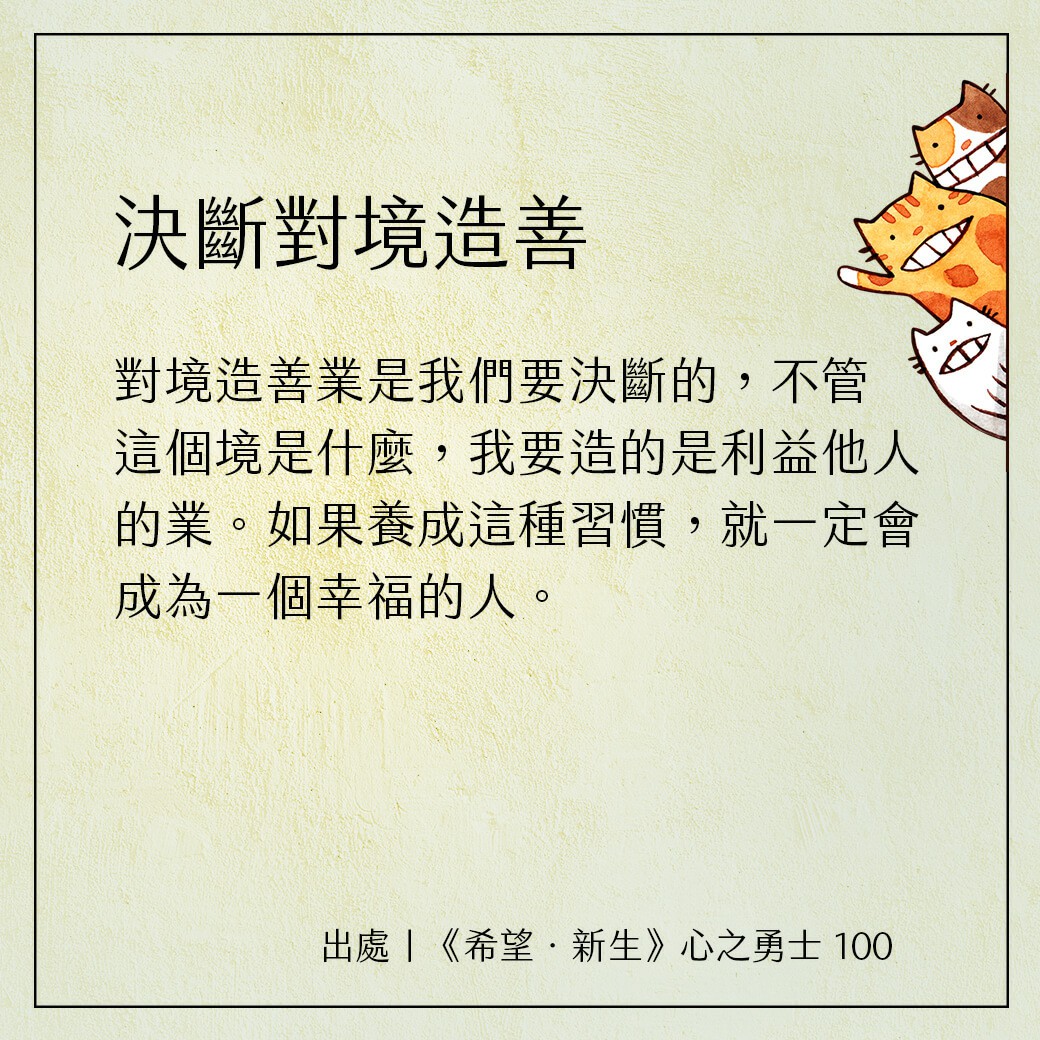 決斷對境造善
對境造善業是我們要決斷的，不管
這個境是什麼，我要造的是利益他人
的業。如果養成這種習慣，就一定會
成為一個幸福的人。
出處｜《希望．新生》心之勇士 100